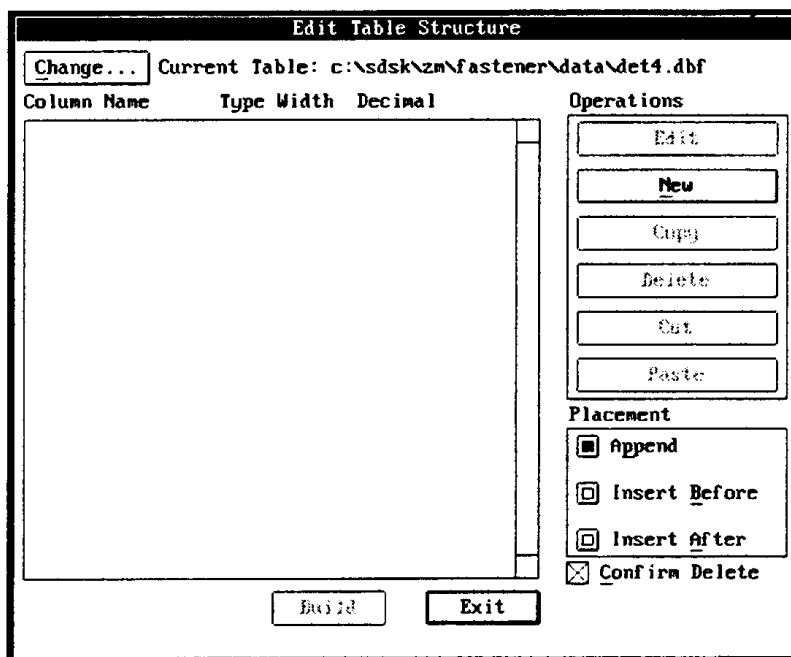 Edit Table Structure
Change... Current Table: c:\sdsk\zm\fastener\data\det4.dbf
Column Name Type Width Decimal
Operations
Edit
New
Copy
Delete
Cut
Paste
Placement
Append
Insert Before
Insert After
Confirm Delete
Build Exit